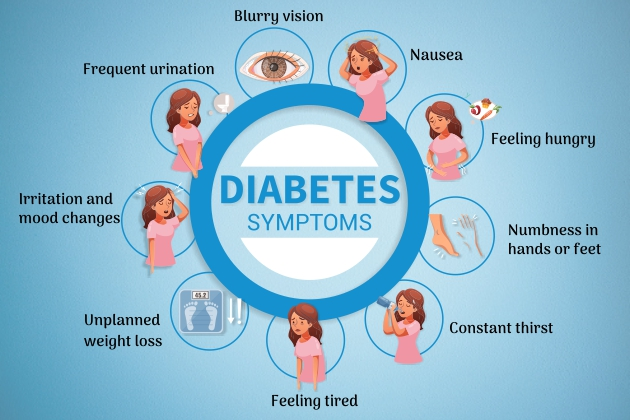 Blurry vision
Nausea
Frequent urination
Feeling hungry
DIABETES
SYMPTOMS
Irritation and
mood changes
Numbness in
hands or feet
45.2
Unplanned
weight loss
Constant thirst
Feeling tired